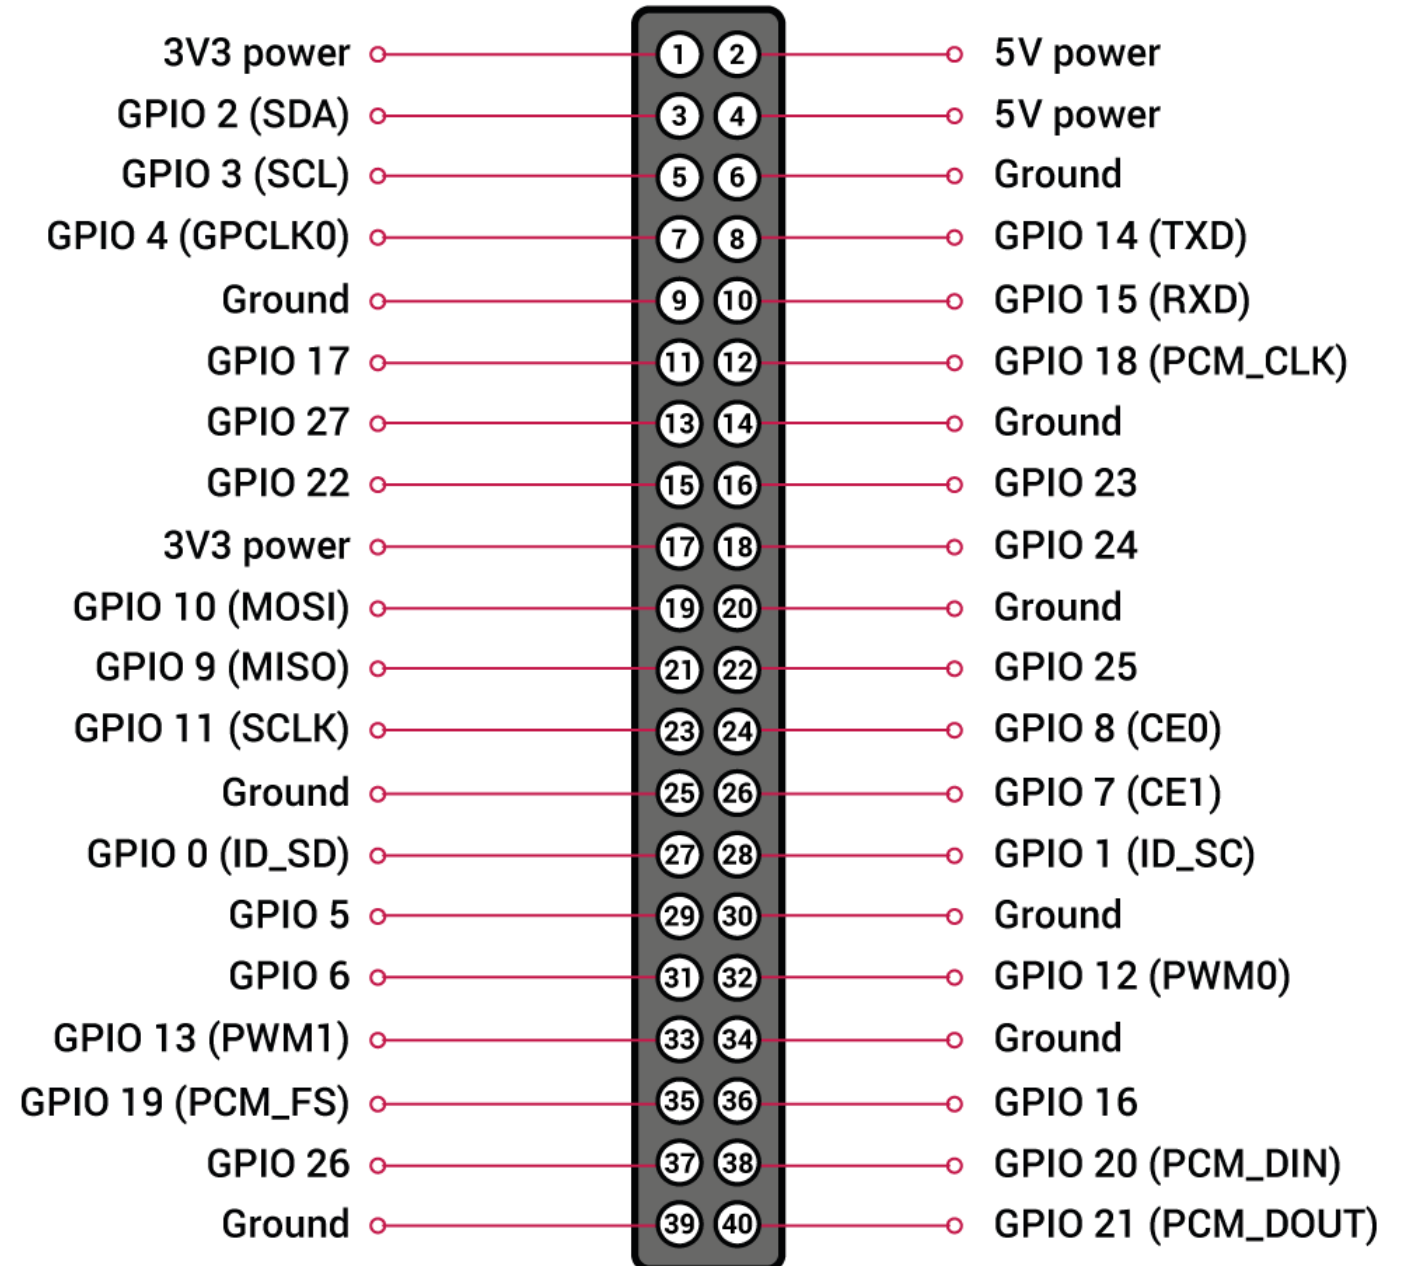 3V3 power 1 2 5V power
GPIO 2 (SDA) 3 4 5V power
GPIO 3 (SCL) 5 6 Ground
GPIO 4 (GPCLK0) 7 8 GPIO 14 (TXD)
Ground 9 10 GPIO 15 (RXD)
GPIO 17 11 12 GPIO 18 (PCM_CLK)
GPIO 27 13 14 Ground
GPIO 22 15 16 GPIO 23
3V3 power 17 18 GPIO 24
GPIO 10 (MOSI) 19 20 Ground
GPIO 9 (MISO) 21 22 GPIO 25
GPIO 11 (SCLK) 23 24 GPIO 8 (CE0)
Ground 25 26 GPIO 7 (CE1)
GPIO 0 (ID_SD) 27 28 GPIO 1 (ID_SC)
GPIO 5 29 30 Ground
GPIO 6 31 32 GPIO 12 (PWM0)
GPIO 13 (PWM1) 33 34 Ground
GPIO 19 (PCM_FS) 35 36 GPIO 16
GPIO 26 37 38 GPIO 20 (PCM_DIN)
Ground 39 40 GPIO 21 (PCM_DOUT)